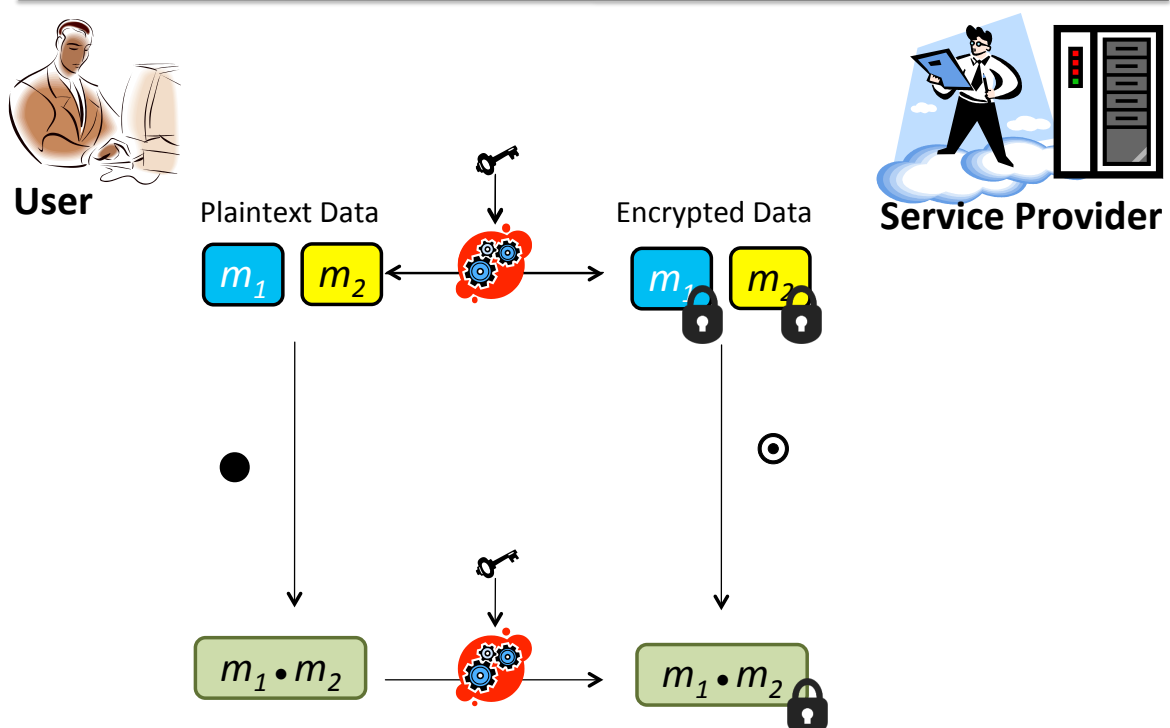 User
Service Provider
Plaintext Data
Encrypted Data
m₁ m₂
m₁ m₂
m₁ • m₂
m₁ • m₂